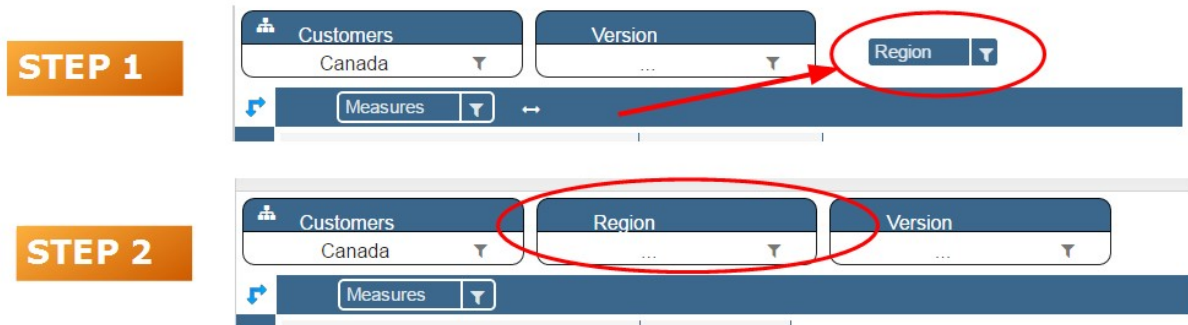 STEP 1
Customers
Version
Canada
...
Region
Measures
STEP 2
Customers
Region
Version
Canada
...
...
Measures